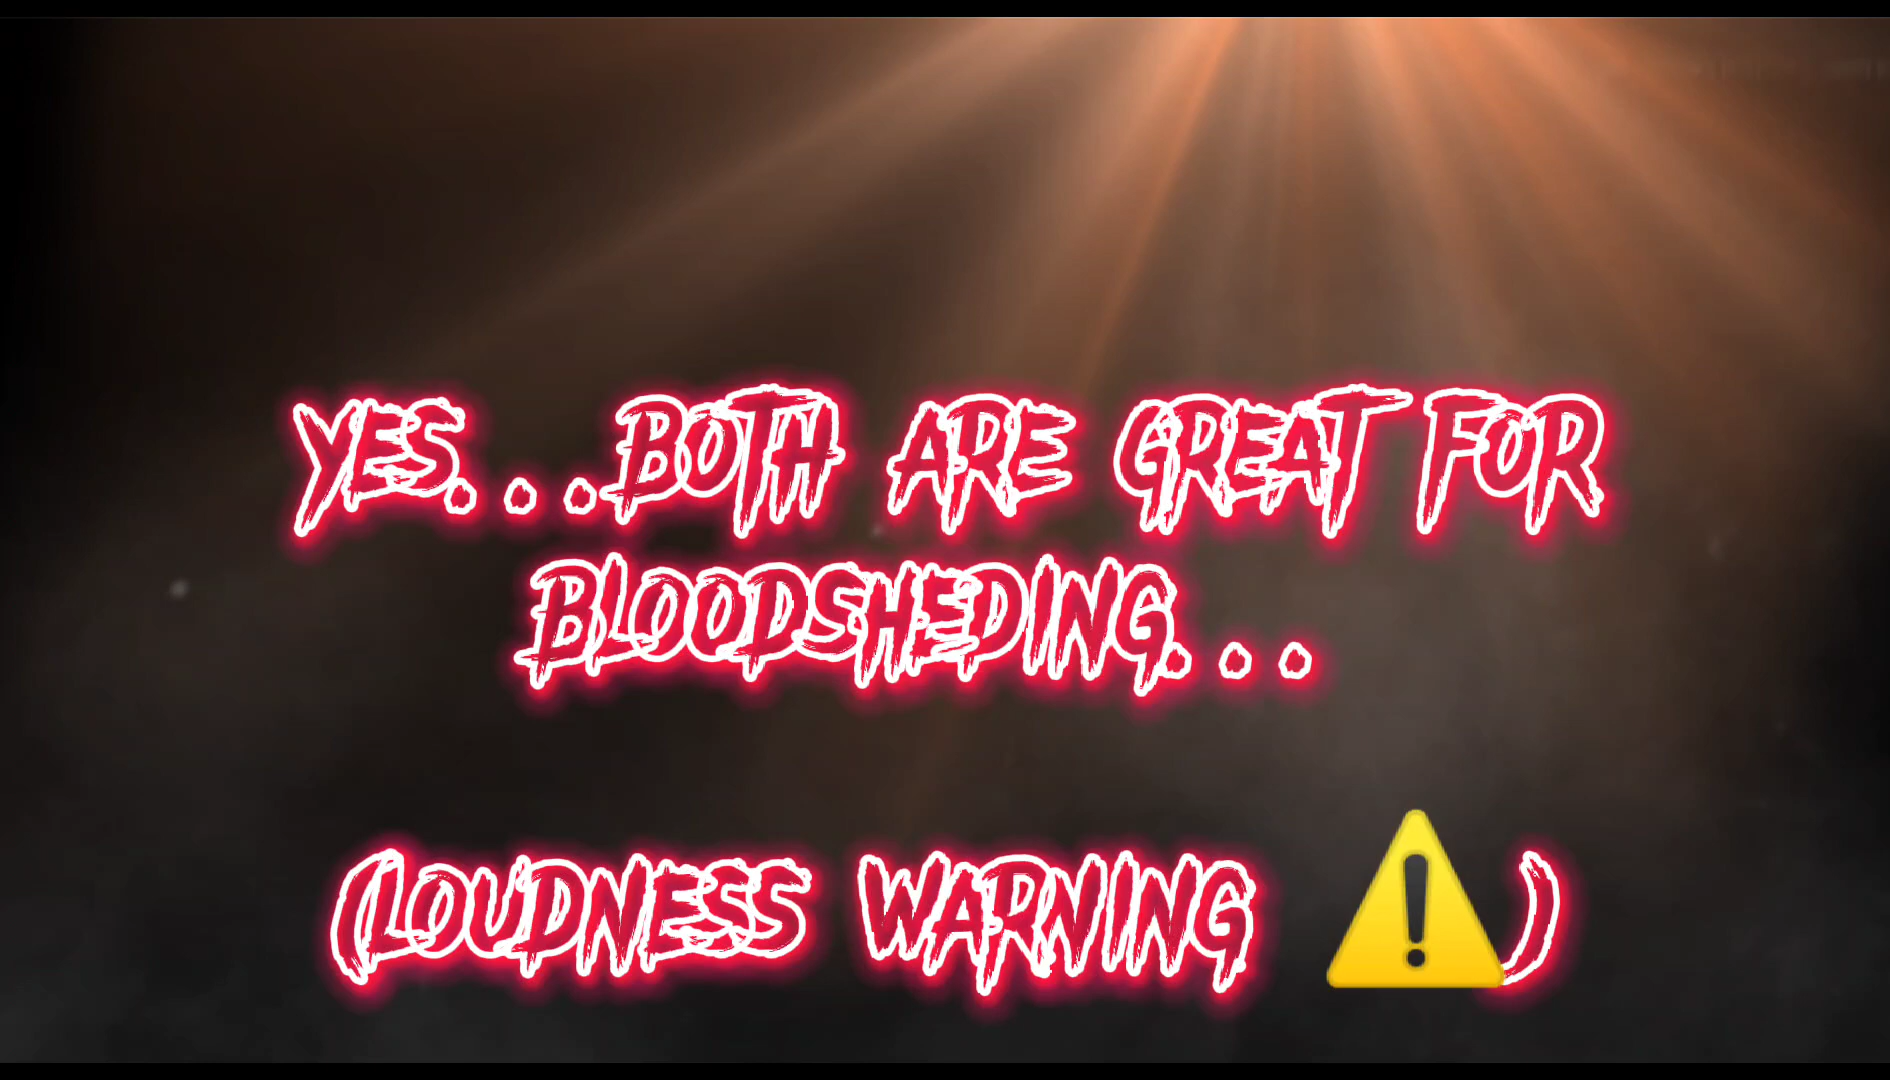 YES...BOTH ARE GREAT FOR
BLOODSHEDING...
(LOUDNESS WARNING ⚠️)